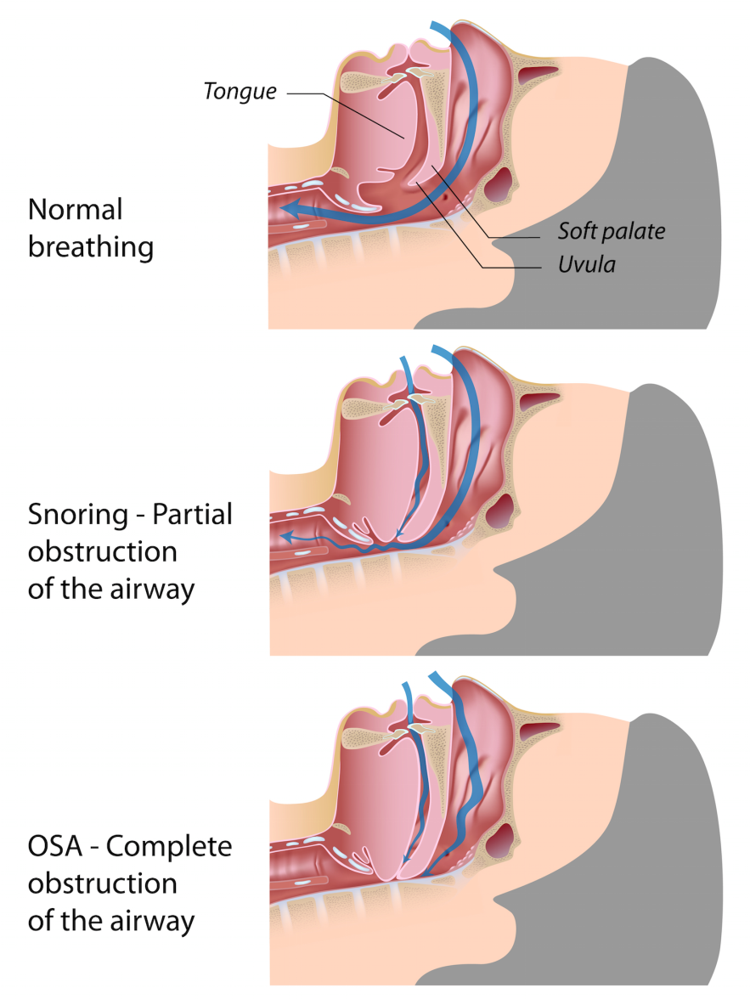 Tongue
Normal
breathing
Soft palate
Uvula
Snoring - Partial
obstruction
of the airway
OSA - Complete
obstruction
of the airway